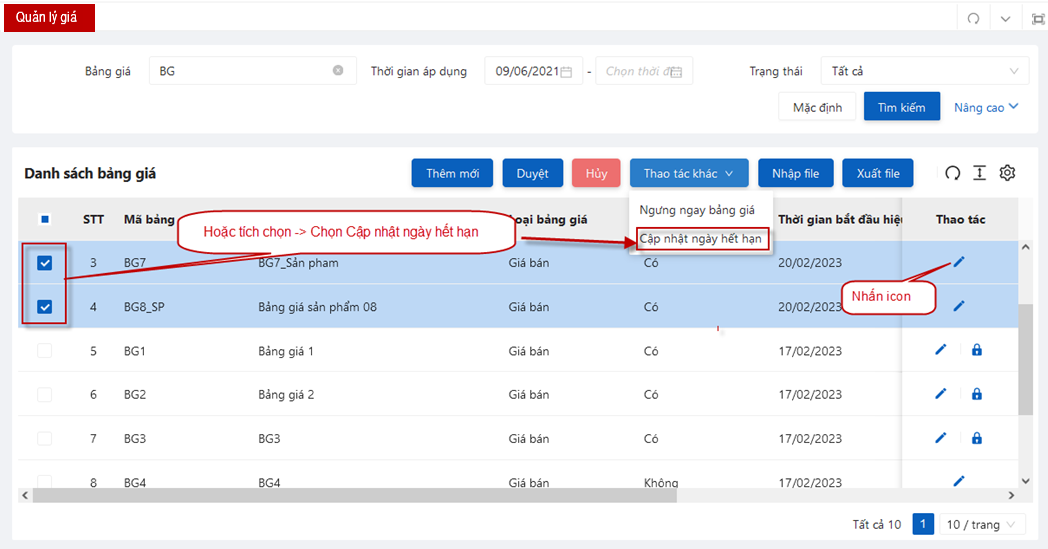 Quản lý giá
Bảng giá BG Thời gian áp dụng 09/06/2021 - Chọn thời đ Trạng thái Tất cả
Mặc định Tìm kiếm Nâng cao
Danh sách bảng giá Thêm mới Duyệt Hủy Thao tác khác Nhập file Xuất file
Ngưng ngay bảng giá
STT Mã bảng Loại bảng giá Thời gian bắt đầu hiệu Thao tác
Hoặc tích chọn -> Chọn Cập nhật ngày hết hạn
Cập nhật ngày hết hạn
3 BG7 BG7_Sản pham Giá bán Có 20/02/2023
Nhấn icon
4 BG8_SP Bảng giá sản phẩm 08 Giá bán Có 20/02/2023
5 BG1 Bảng giá 1 Giá bán Có 17/02/2023
6 BG2 Bảng giá 2 Giá bán Có 17/02/2023
7 BG3 BG3 Giá bán Có 17/02/2023
8 BG4 BG4 Giá bán Không 17/02/2023
Tất cả 10 1 10 / trang